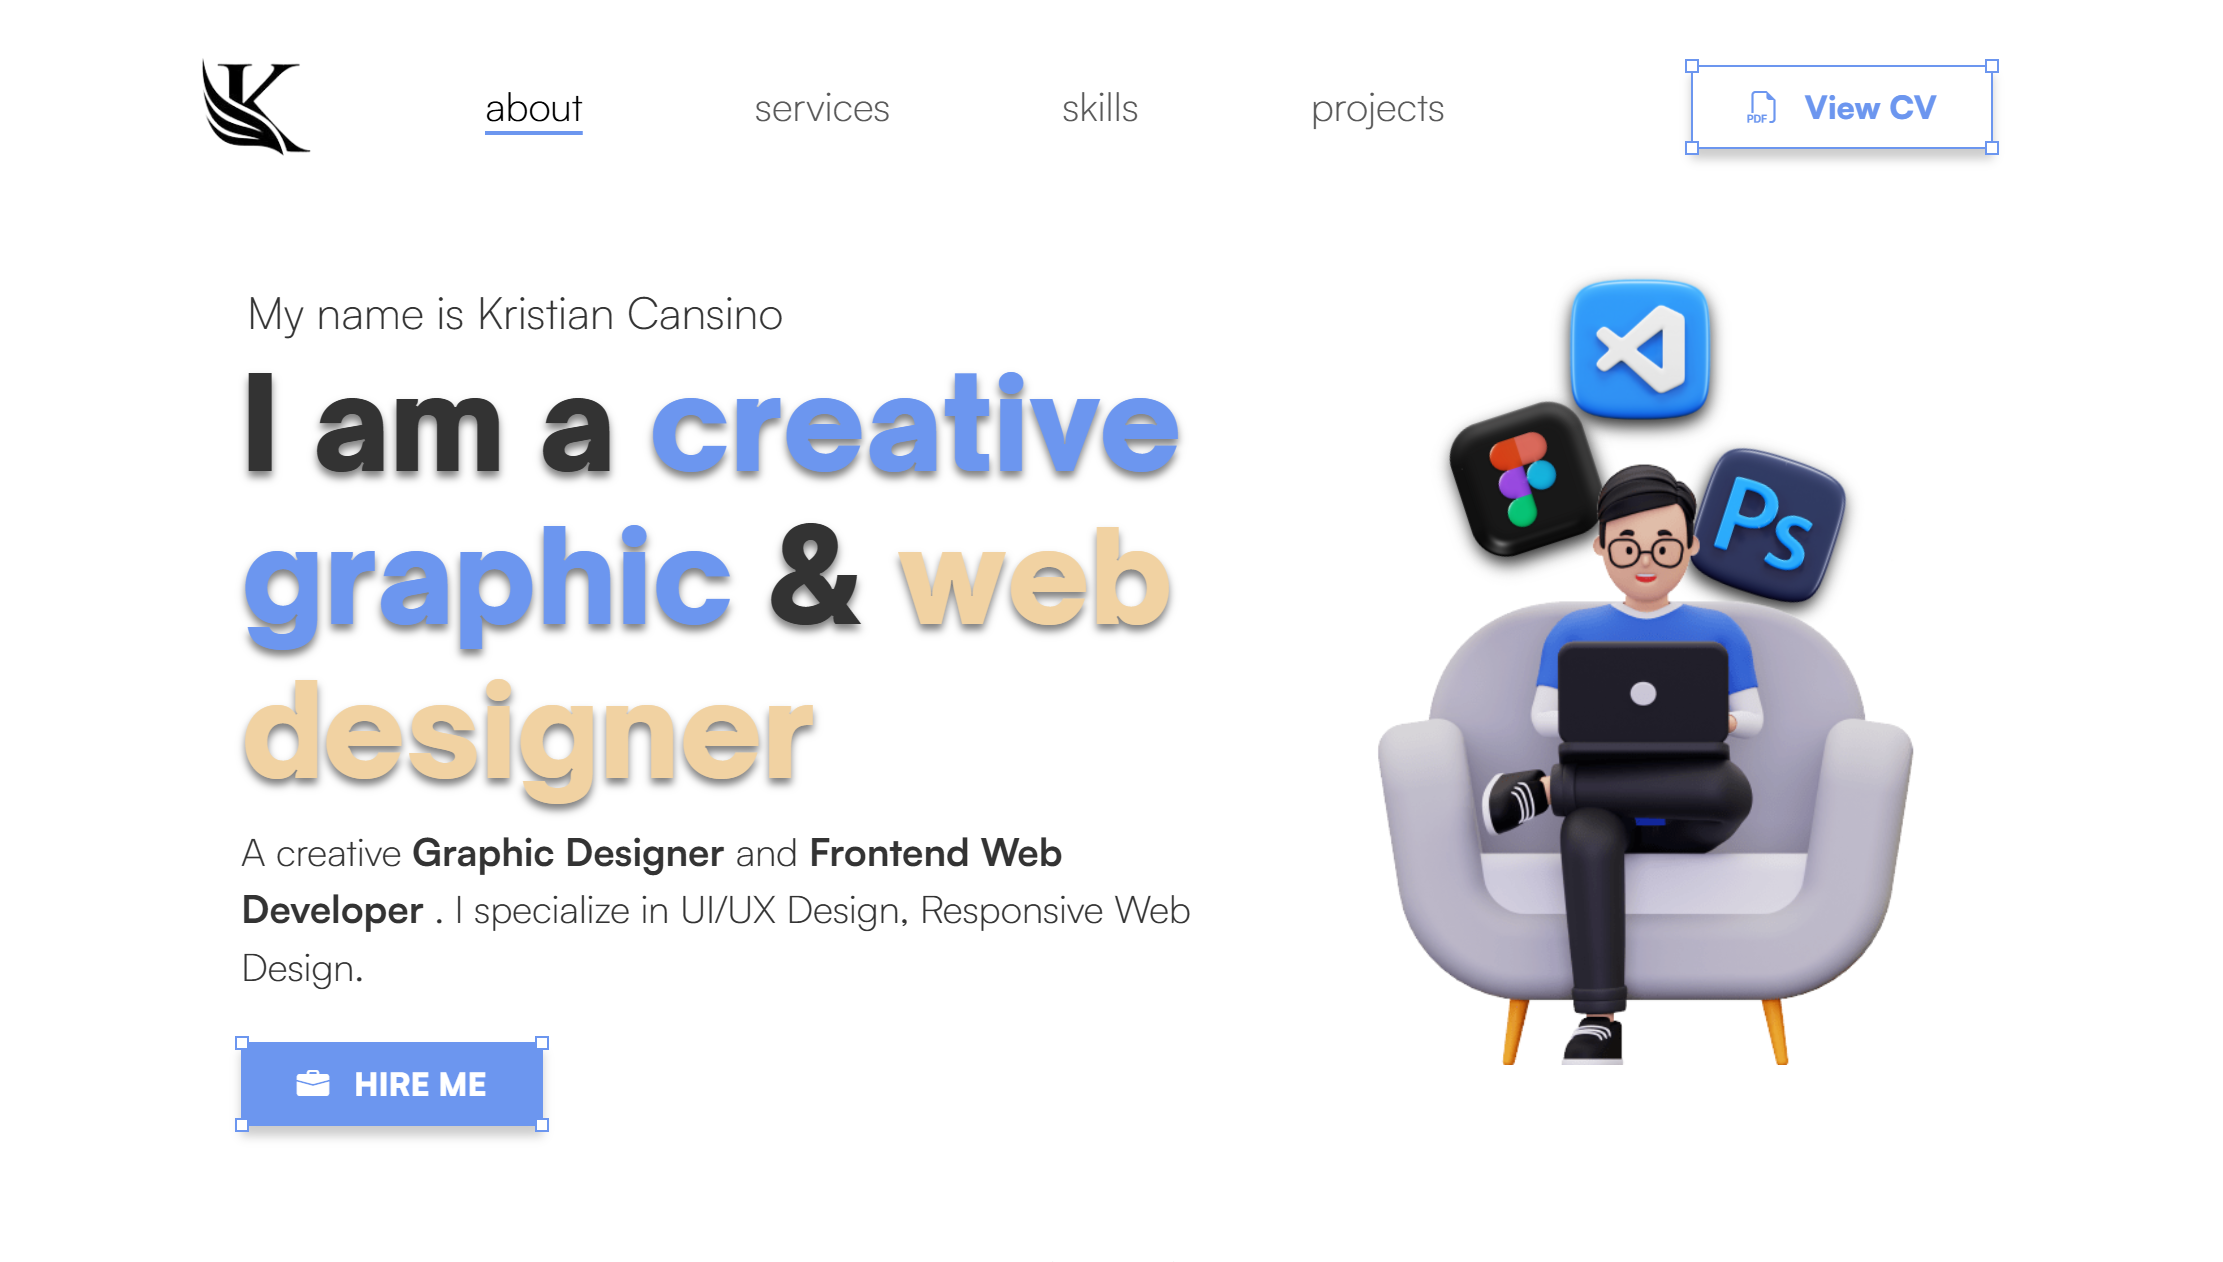 K
about
services
skills
projects
PDF
View CV
My name is Kristian Cansino
I am a creative
graphic & web
designer
Ps
A creative Graphic Designer and Frontend Web
Developer . I specialize in UI/UX Design, Responsive Web
Design.
HIRE ME